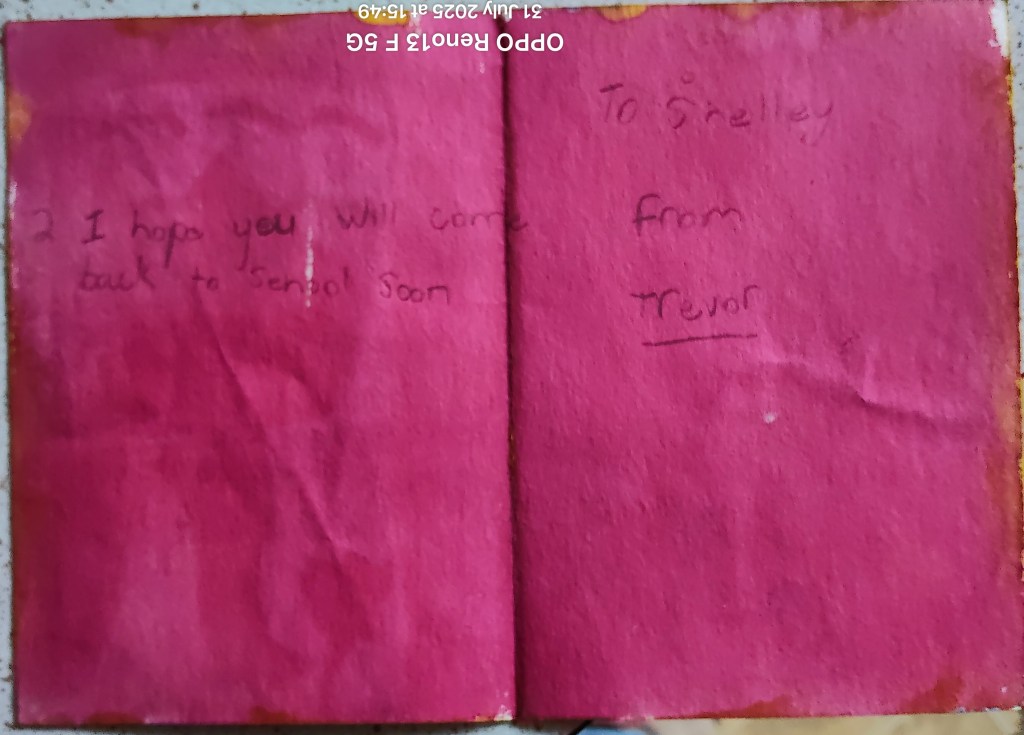 2 I hope you will come
back to School Soon
To Shelley
from
Trevor
OPPO Reno13 F 5G
31 July 2025 at 15:49